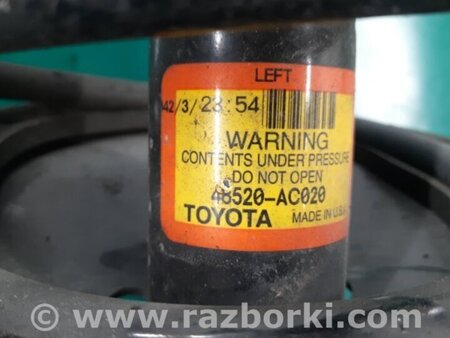 LEFT
42/3/23:54
WARNING
CONTENTS UNDER PRESSURE
DO NOT OPEN
48520-AC020
TOYOTA MADE IN U.S.A.
© www.razborki.com